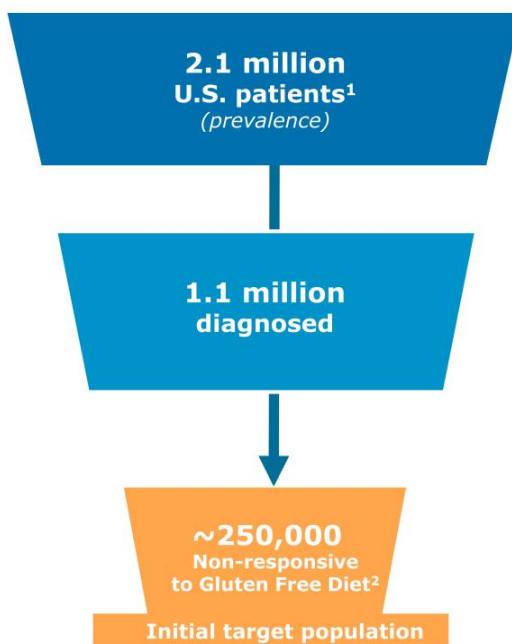 2.1 million
U.S. patients¹
(prevalence)
1.1 million
diagnosed
~250,000
Non-responsive
to Gluten Free Diet²
Initial target population